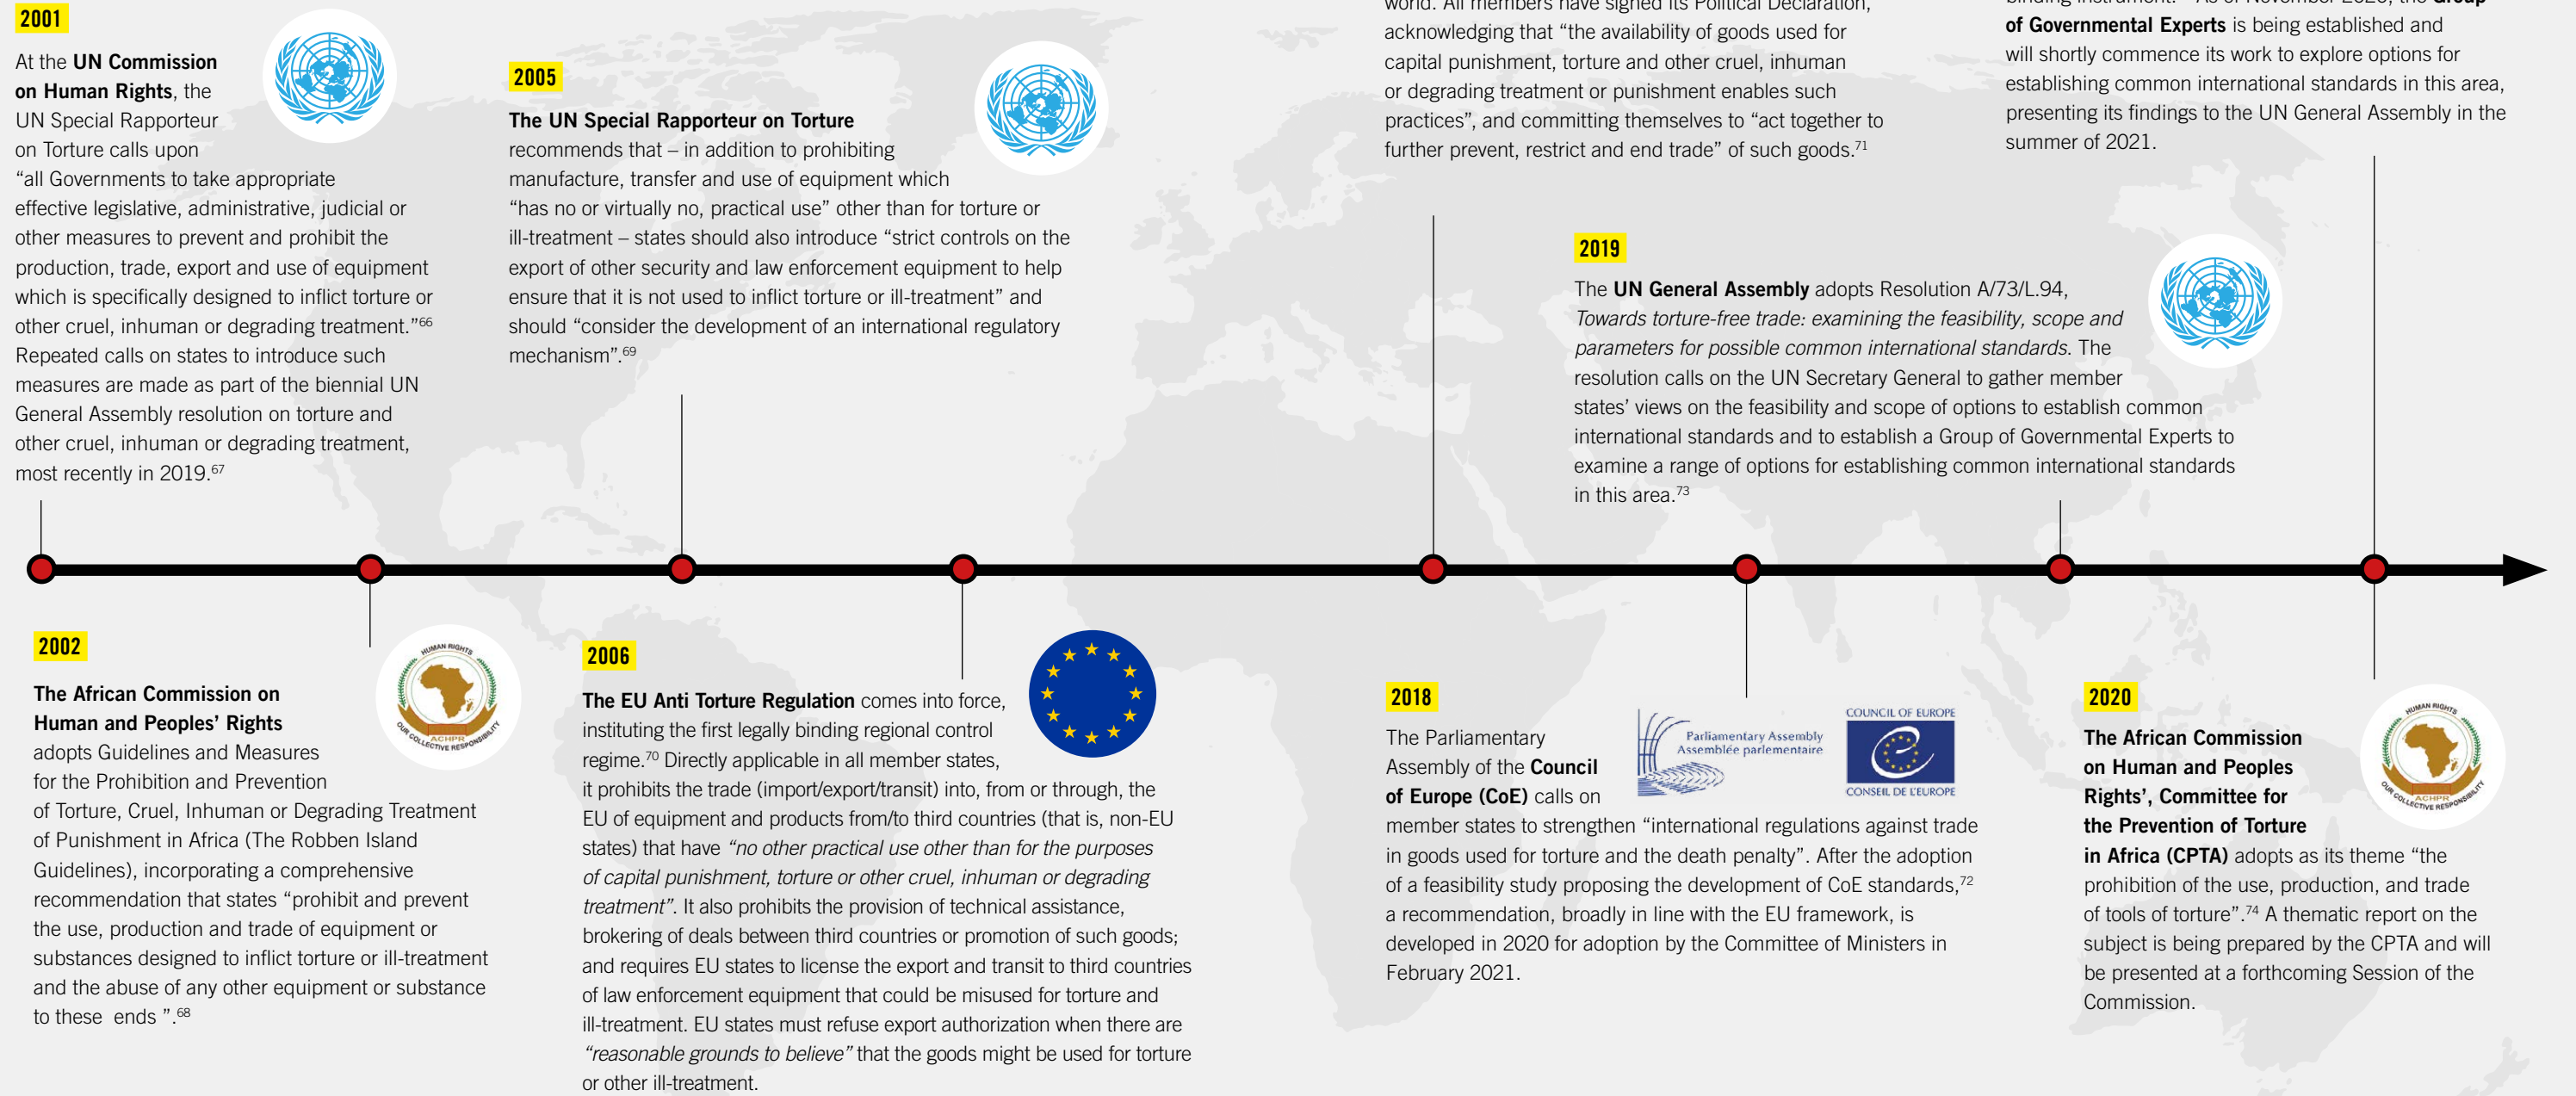 2001
At the UN Commission
on Human Rights, the
UN Special Rapporteur
on Torture calls upon
“all Governments to take appropriate
effective legislative, administrative, judicial or
other measures to prevent and prohibit the
production, trade, export and use of equipment
which is specifically designed to inflict torture or
other cruel, inhuman or degrading treatment.”66
Repeated calls on states to introduce such
measures are made as part of the biennial UN
General Assembly resolution on torture and
other cruel, inhuman or degrading treatment,
most recently in 2019.67
2005
The UN Special Rapporteur on Torture
recommends that – in addition to prohibiting
manufacture, transfer and use of equipment which
“has no or virtually no, practical use” other than for torture or
ill-treatment – states should also introduce “strict controls on the
export of other security and law enforcement equipment to help
ensure that it is not used to inflict torture or ill-treatment” and
should “consider the development of an international regulatory
mechanism”.69
world. All members have signed its Political Declaration,
acknowledging that “the availability of goods used for
capital punishment, torture and other cruel, inhuman
or degrading treatment or punishment enables such
practices”, and committing themselves to “act together to
further prevent, restrict and end trade” of such goods.71
2019
The UN General Assembly adopts Resolution A/73/L.94,
Towards torture-free trade: examining the feasibility, scope and
parameters for possible common international standards. The
resolution calls on the UN Secretary General to gather member
states’ views on the feasibility and scope of options to establish common
international standards and to establish a Group of Governmental Experts to
examine a range of options for establishing common international standards
in this area.73
binding instrument. As of November 2020, the Group
of Governmental Experts is being established and
will shortly commence its work to explore options for
establishing common international standards in this area,
presenting its findings to the UN General Assembly in the
summer of 2021.
2002
The African Commission on
Human and Peoples’ Rights
adopts Guidelines and Measures
for the Prohibition and Prevention
of Torture, Cruel, Inhuman or Degrading Treatment
of Punishment in Africa (The Robben Island
Guidelines), incorporating a comprehensive
recommendation that states “prohibit and prevent
the use, production and trade of equipment or
substances designed to inflict torture or ill-treatment
and the abuse of any other equipment or substance
to these ends ”.68
HUMAN RIGHTS
ACHPR
OUR COLLECTIVE RESPONSIBILITY
2006
The EU Anti Torture Regulation comes into force,
instituting the first legally binding regional control
regime.70 Directly applicable in all member states,
it prohibits the trade (import/export/transit) into, from or through, the
EU of equipment and products from/to third countries (that is, non-EU
states) that have “no other practical use other than for the purposes
of capital punishment, torture or other cruel, inhuman or degrading
treatment”. It also prohibits the provision of technical assistance,
brokering of deals between third countries or promotion of such goods;
and requires EU states to license the export and transit to third countries
of law enforcement equipment that could be misused for torture and
ill-treatment. EU states must refuse export authorization when there are
“reasonable grounds to believe” that the goods might be used for torture
or other ill-treatment.
2018
The Parliamentary
Assembly of the Council
of Europe (CoE) calls on
member states to strengthen “international regulations against trade
in goods used for torture and the death penalty”. After the adoption
of a feasibility study proposing the development of CoE standards,72
a recommendation, broadly in line with the EU framework, is
developed in 2020 for adoption by the Committee of Ministers in
February 2021.
Parliamentary Assembly
Assemblée parlementaire
COUNCIL OF EUROPE
CONSEIL DE L'EUROPE
2020
The African Commission
on Human and Peoples
Rights’, Committee for
the Prevention of Torture
in Africa (CPTA) adopts as its theme “the
prohibition of the use, production, and trade
of tools of torture”.74 A thematic report on the
subject is being prepared by the CPTA and will
be presented at a forthcoming Session of the
Commission.
HUMAN RIGHTS
ACHPR
OUR COLLECTIVE RESPONSIBILITY